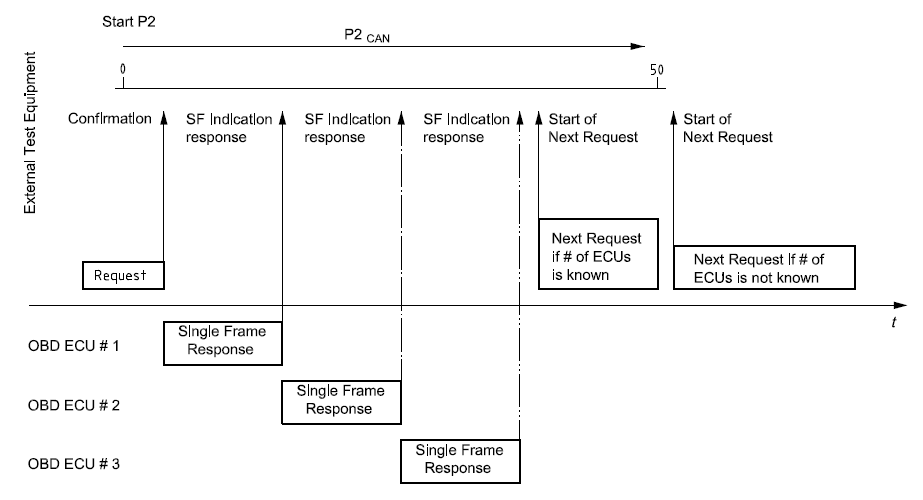 Start P2
P2 CAN
0
50
External Test Equipment
Confirmation
SF Indication
response
SF Indication
response
SF Indication
response
Start of
Next Request
Start of
Next Request
Request
Next Request
if # of ECUs
is known
Next Request if # of
ECUs is not known
t
OBD ECU # 1
Single Frame
Response
OBD ECU # 2
Single Frame
Response
OBD ECU # 3
Single Frame
Response